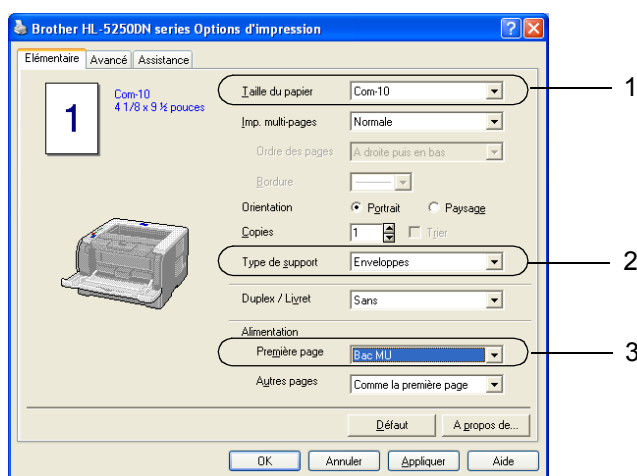 Brother HL-5250DN series Options d'impression
Elémentaire Avancé Assistance
1
Com-10
4 1/8 x 9 ½ pouces
Taille du papier Com-10 1
Imp. multi-pages Normale
Ordre des pages A droite puis en bas
Bordure
Orientation Portrait Paysage
Copies 1 Trier
Type de support Enveloppes 2
Duplex / Livret Sans
Alimentation
Première page Bac MU 3
Autres pages Comme la première page
Défaut A propos de...
OK Annuler Appliquer Aide